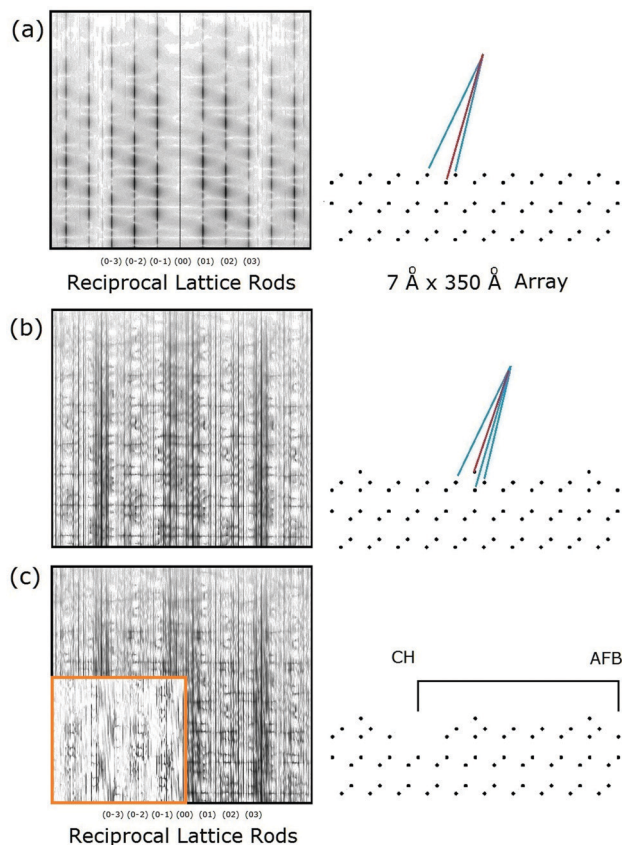 (a)
(0-3) (0-2) (0-1) (00) (01) (02) (03)
Reciprocal Lattice Rods
7 Å x 350 Å Array
(b)
(c)
CH
AFB
(0-3) (0-2) (0-1) (00) (01) (02) (03)
Reciprocal Lattice Rods